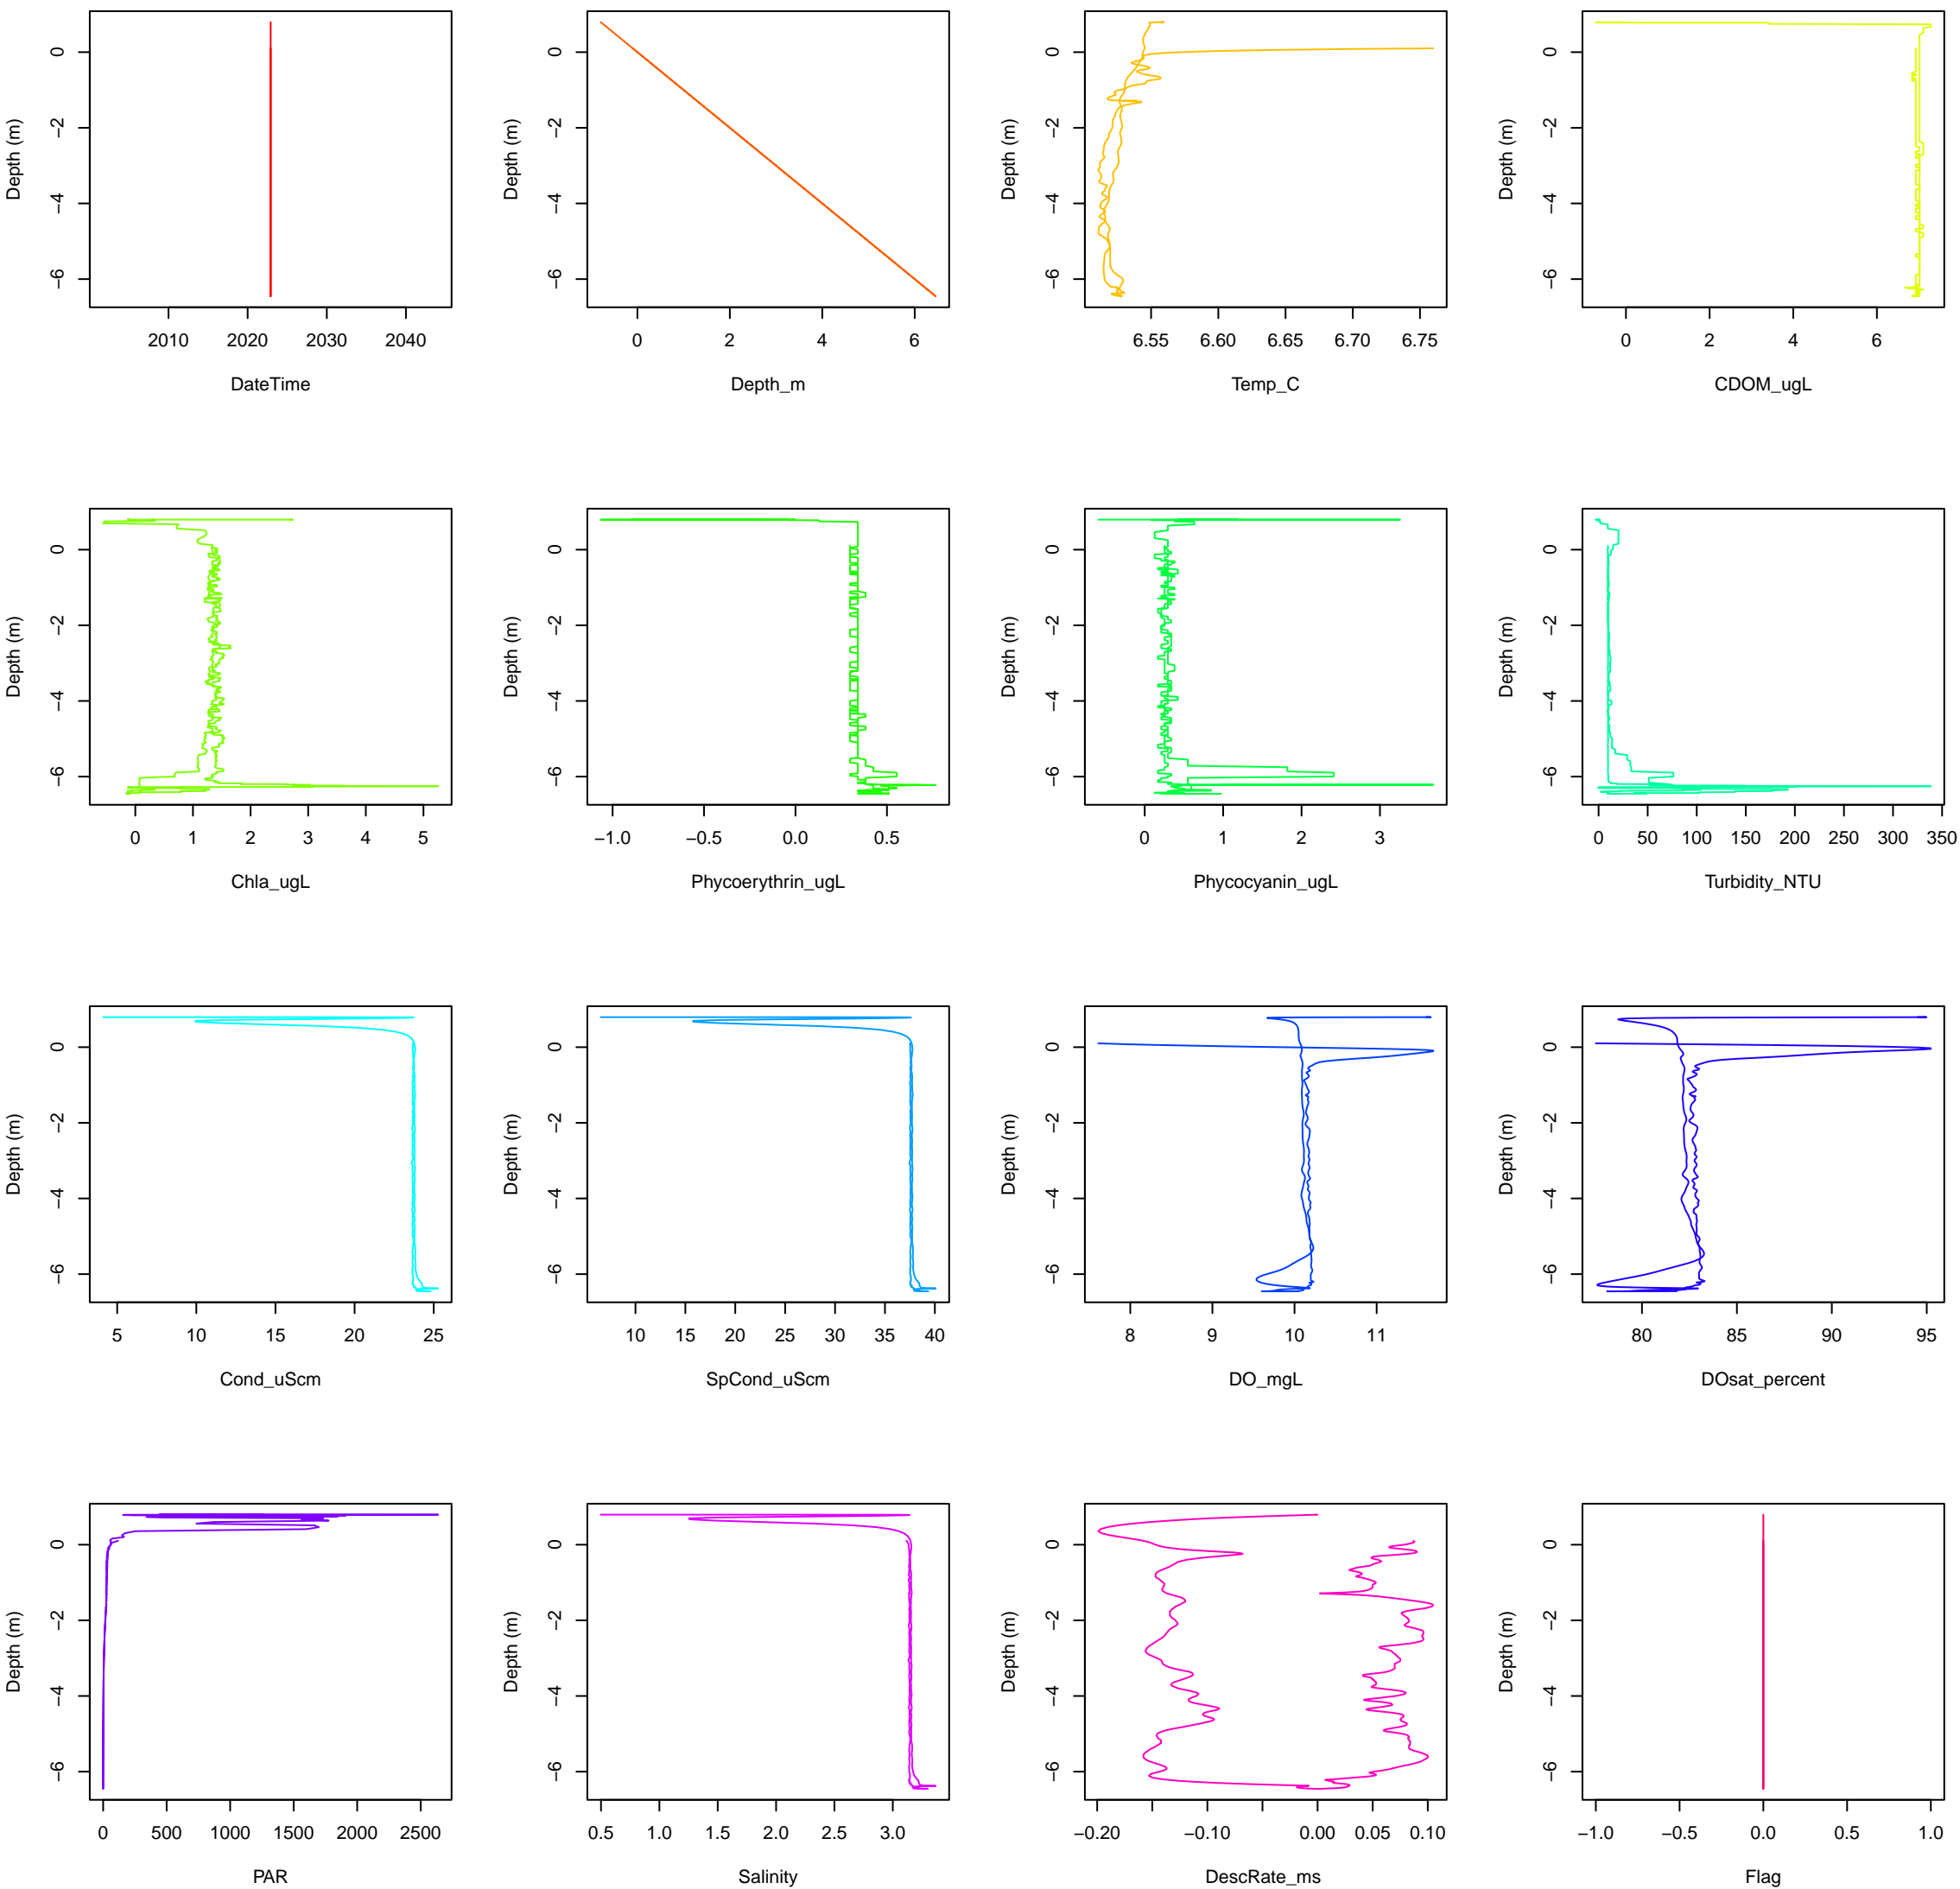 0 0 0 0
−2 −2 −2 −2
Depth (m) Depth (m) Depth (m) Depth (m)
−4 −4 −4 −4
−6 −6 −6 −6
2010 2020 2030 2040 0 2 4 6 6.55 6.60 6.65 6.70 6.75 0 2 4 6
DateTime Depth_m Temp_C CDOM_ugL
0 0 0 0
−2 −2 −2 −2
Depth (m) Depth (m) Depth (m) Depth (m)
−4 −4 −4 −4
−6 −6 −6 −6
0 1 2 3 4 5 −1.0 −0.5 0.0 0.5 0 1 2 3 0 50 100 150 200 250 300 350
Chla_ugL Phycoerythrin_ugL Phycocyanin_ugL Turbidity_NTU
0 0 0 0
−2 −2 −2 −2
Depth (m) Depth (m) Depth (m) Depth (m)
−4 −4 −4 −4
−6 −6 −6 −6
5 10 15 20 25 10 15 20 25 30 35 40 8 9 10 11 80 85 90 95
Cond_uScm SpCond_uScm DO_mgL DOsat_percent
0 0 0 0
−2 −2 −2 −2
Depth (m) Depth (m) Depth (m) Depth (m)
−4 −4 −4 −4
−6 −6 −6 −6
0 500 1000 1500 2000 2500 0.5 1.0 1.5 2.0 2.5 3.0 −0.20 −0.10 0.00 0.05 0.10 −1.0 −0.5 0.0 0.5 1.0
PAR Salinity DescRate_ms Flag